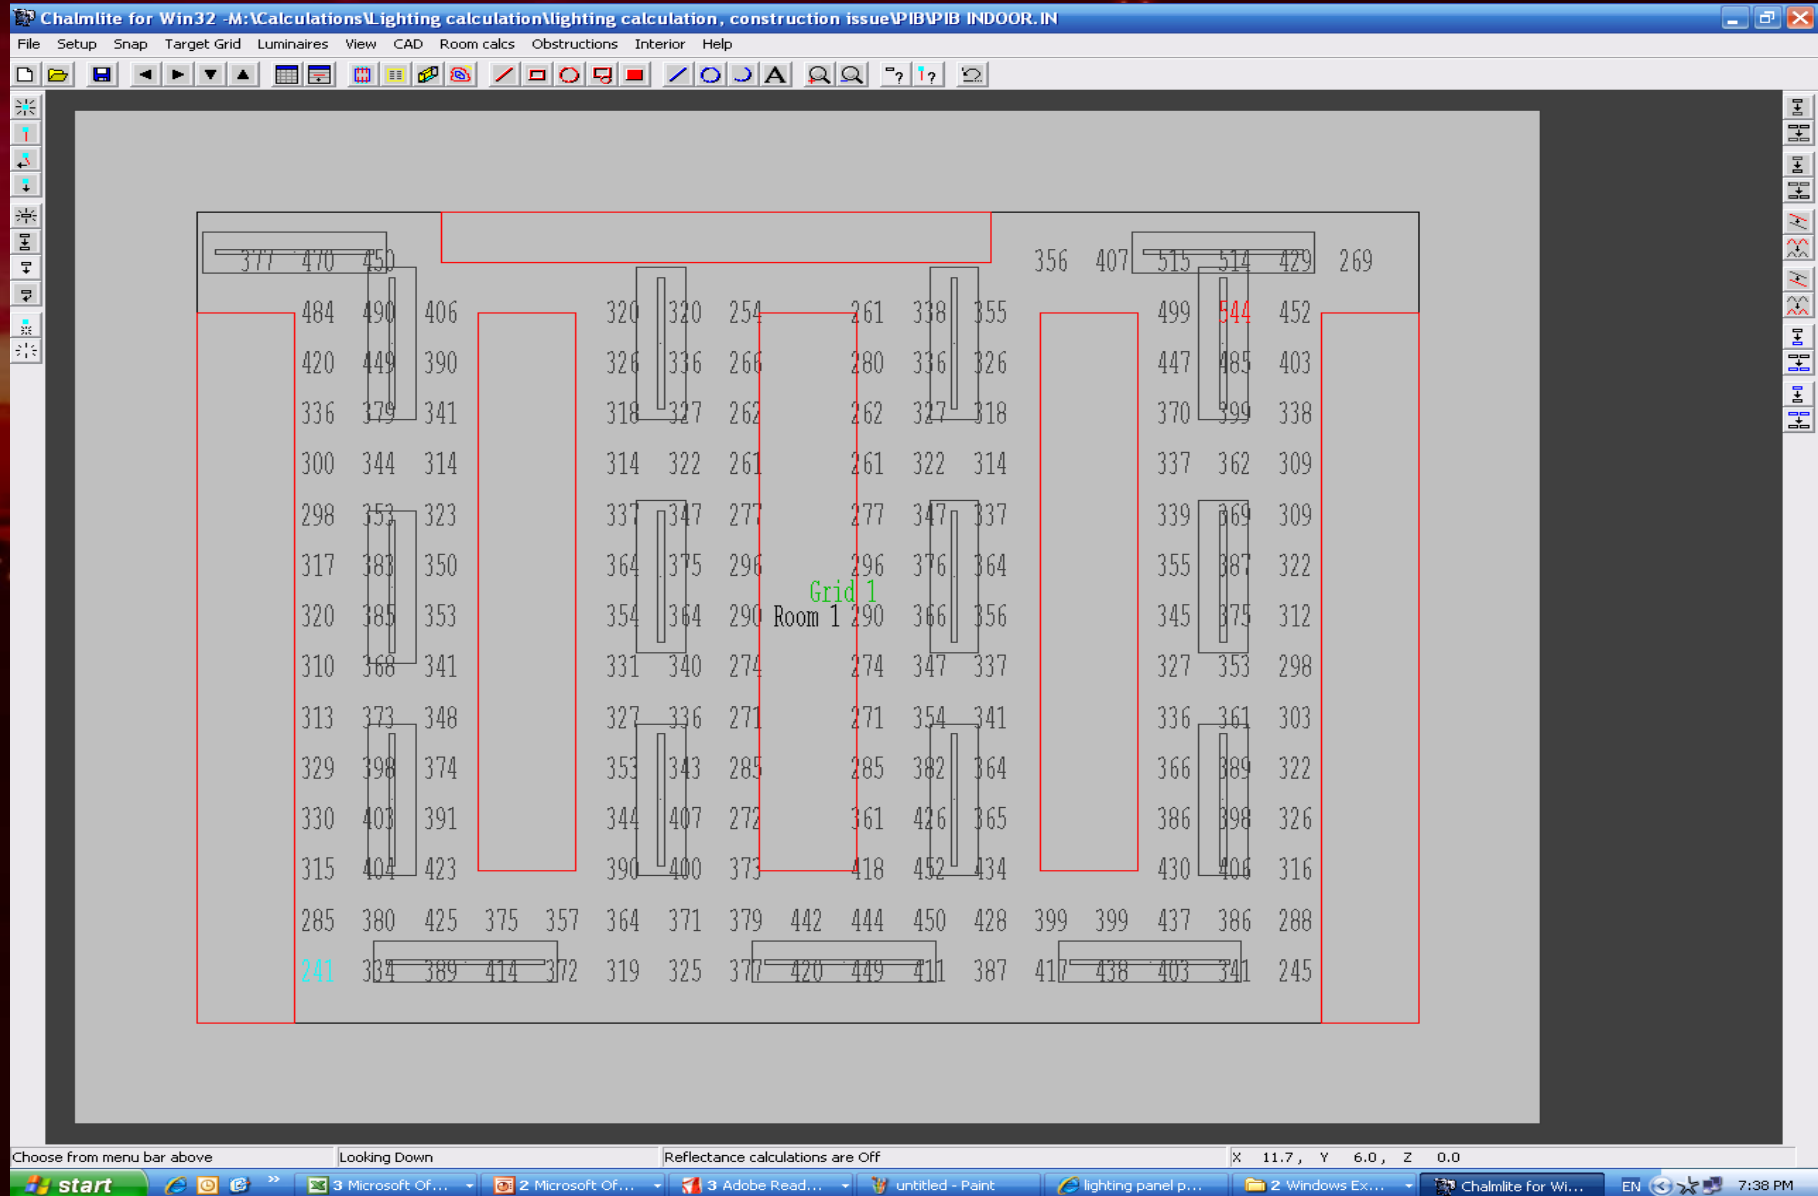 Chalmlite for Win32 -M:\Calculations\Lighting calculation\lighting calculation, construction issue\PIB\PIB INDOOR.IN
File Setup Snap Target Grid Luminaires View CAD Room calcs Obstructions Interior Help
377 470 450 356 407 515 514 429 269
484 490 406 320 320 254 261 338 355 499 544 452
420 449 390 326 336 266 280 336 326 447 485 403
336 379 341 318 327 262 262 327 318 370 399 338
300 344 314 314 322 261 261 322 314 337 362 309
298 353 323 337 347 277 277 347 337 339 369 309
317 383 350 364 375 296 296 376 364 355 387 322
Grid 1
320 385 353 354 364 290 Room 1 290 366 356 345 375 312
310 368 341 331 340 274 274 347 337 327 353 298
313 373 348 327 336 271 271 354 341 336 361 303
329 398 374 353 343 285 285 382 364 366 389 322
330 403 391 344 407 272 361 426 365 386 398 326
315 404 423 390 400 373 418 452 434 430 406 316
285 380 425 375 357 364 371 379 442 444 450 428 399 399 437 386 288
241 334 389 414 372 319 325 377 420 449 411 387 417 438 403 341 245
Choose from menu bar above Looking Down Reflectance calculations are Off X 11.7, Y 6.0, Z 0.0
start 3 Microsoft Of... 2 Microsoft Of... 3 Adobe Read... untitled - Paint lighting panel p... 2 Windows Ex... Chalmlite for Wi... EN 7:38 PM